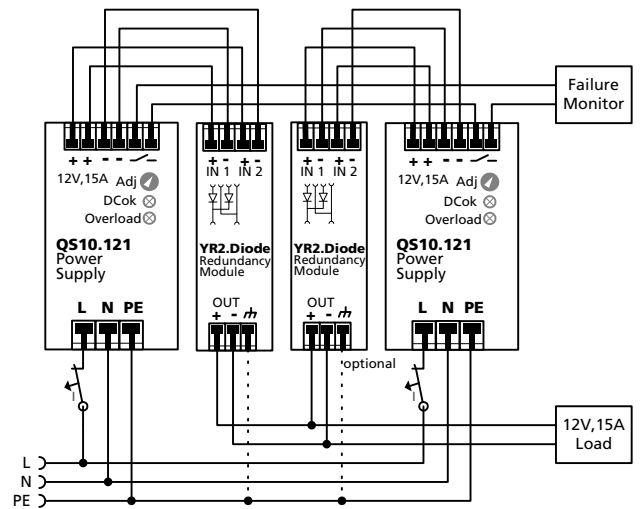 Failure
Monitor
+ + - -
12V,15A Adj
DCok
Overload
QS10.121
Power
Supply
L N PE
+ - + -
IN 1 IN 2
YR2.Diode
Redundancy
Module
OUT
+ -
+ - + -
IN 1 IN 2
YR2.Diode
Redundancy
Module
OUT
+ -
optional
+ + - -
12V,15A Adj
DCok
Overload
QS10.121
Power
Supply
L N PE
I
I
12V,15A
Load
L
N
PE